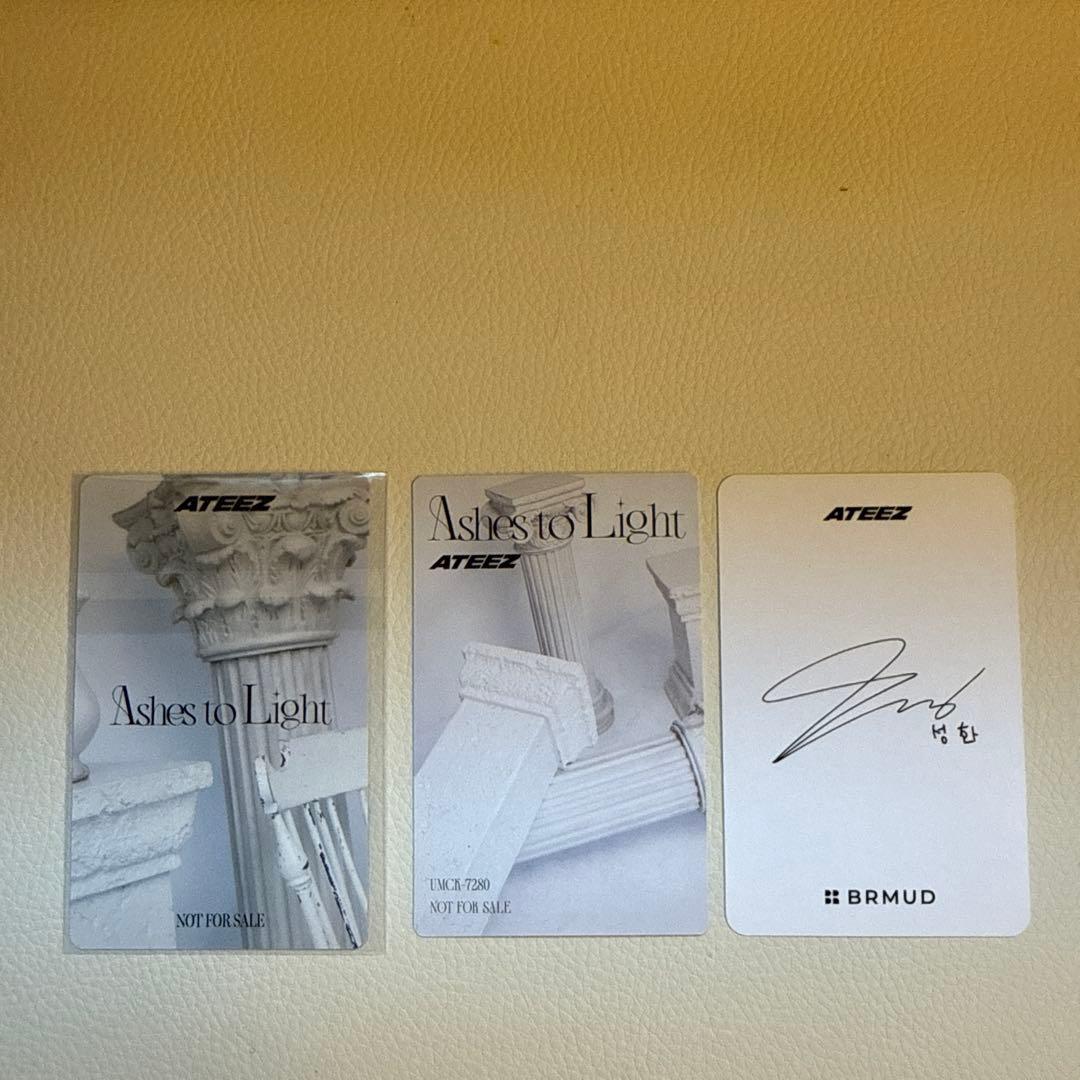 ATEEZ
Ashes to Light
NOT FOR SALE
Ashes to Light
ATEEZ
UMCK-7280
NOT FOR SALE
ATEEZ
성화
BRMUD